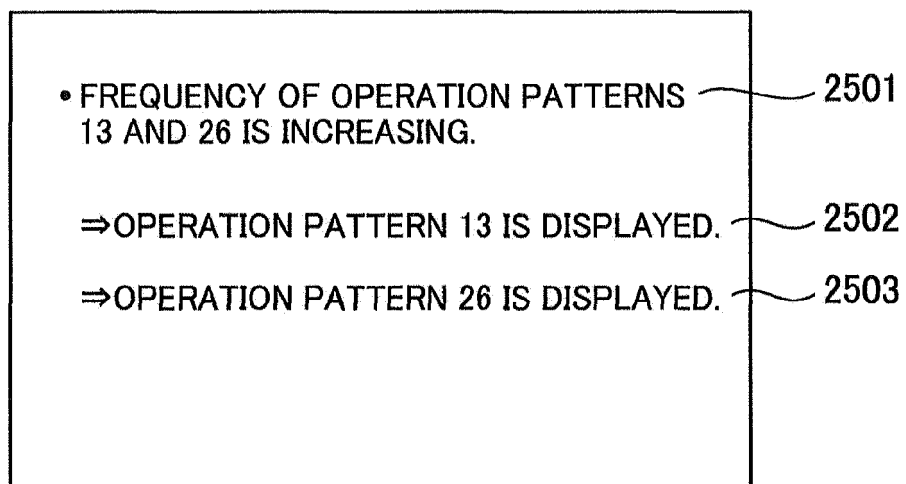 • FREQUENCY OF OPERATION PATTERNS 2501
13 AND 26 IS INCREASING.
⇒OPERATION PATTERN 13 IS DISPLAYED. 2502
⇒OPERATION PATTERN 26 IS DISPLAYED. 2503